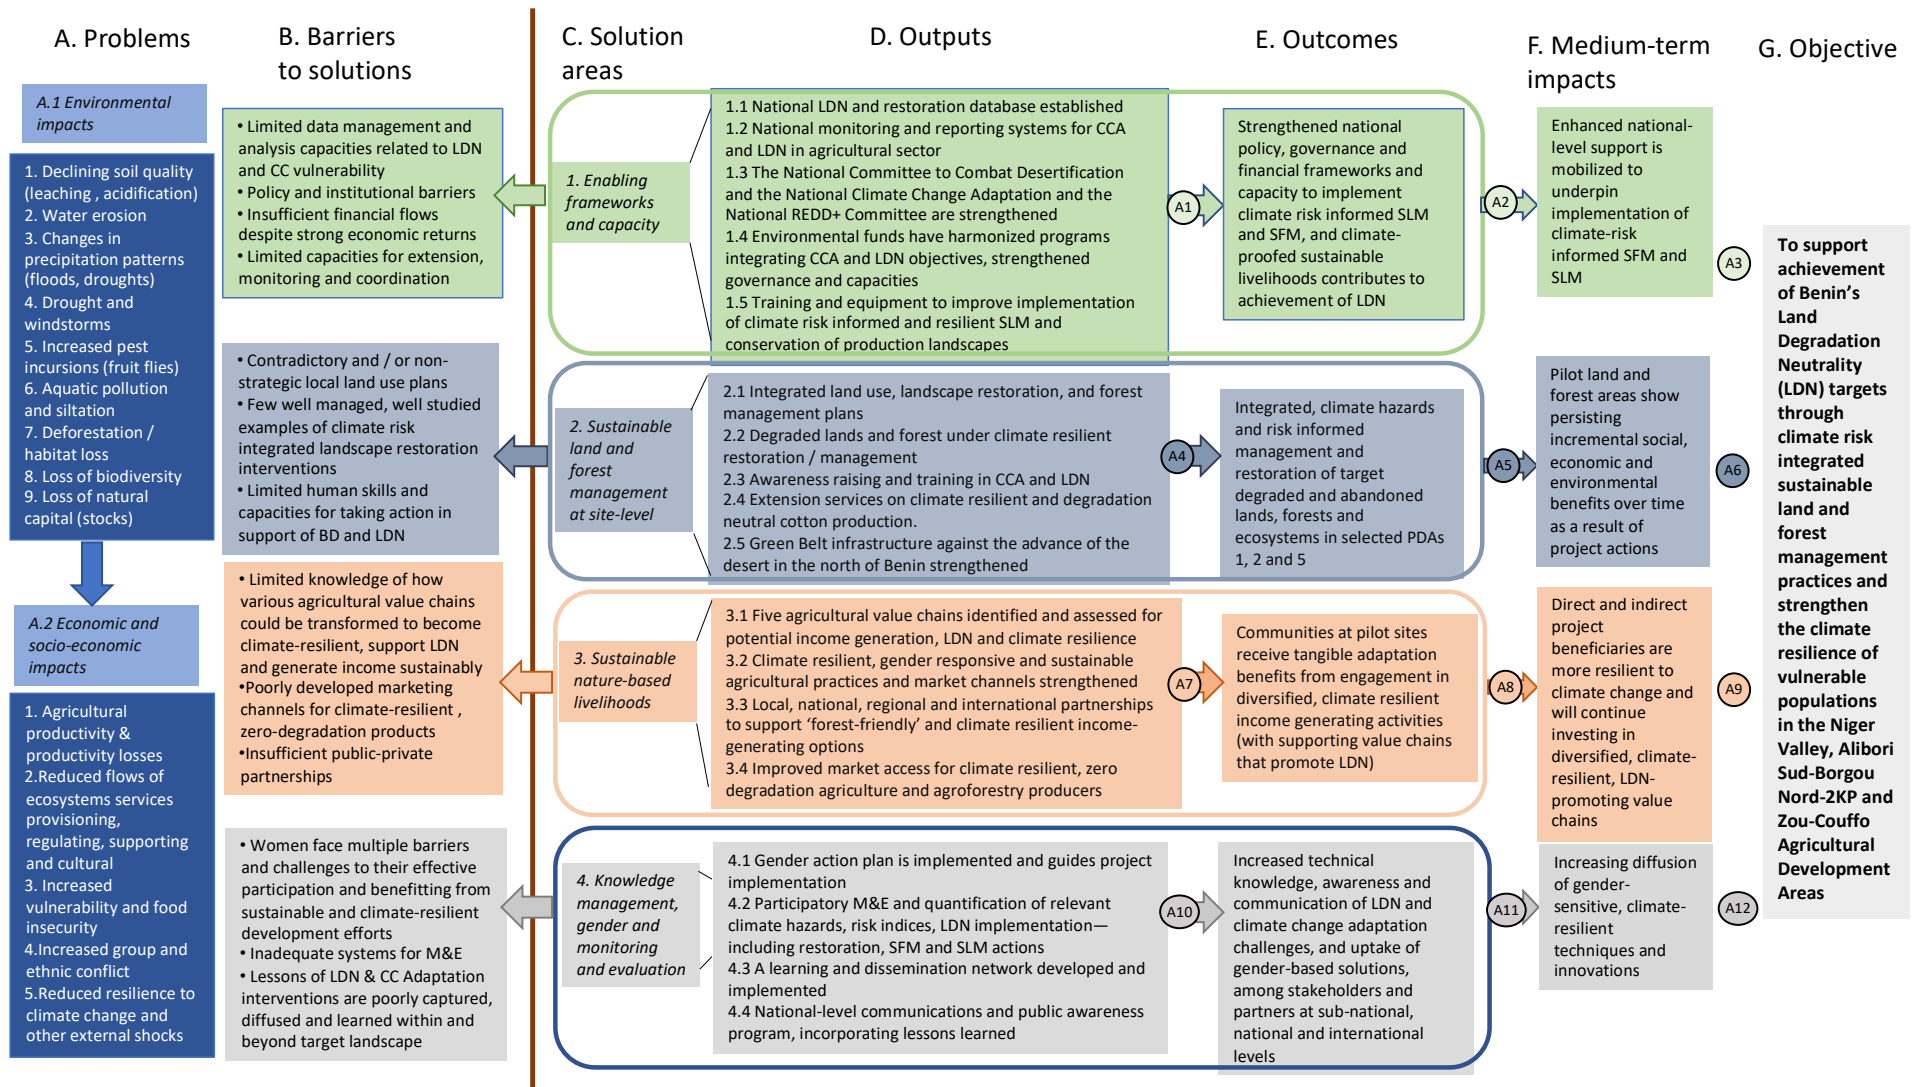 A. Problems
B. Barriers
to solutions
C. Solution
areas
D. Outputs
E. Outcomes
F. Medium-term
impacts
G. Objective
A.1 Environmental
impacts
1. Declining soil quality
(leaching , acidification)
2. Water erosion
3. Changes in
precipitation patterns
(floods, droughts)
4. Drought and
windstorms
5. Increased pest
incursions (fruit flies)
6. Aquatic pollution
and siltation
7. Deforestation /
habitat loss
8. Loss of biodiversity
9. Loss of natural
capital (stocks)
A.2 Economic and
socio-economic
impacts
1. Agricultural
productivity &
productivity losses
2.Reduced flows of
ecosystems services
provisioning,
regulating, supporting
and cultural
3. Increased
vulnerability and food
insecurity
4.Increased group and
ethnic conflict
5.Reduced resilience to
climate change and
other external shocks
• Limited data management and
analysis capacities related to LDN
and CC vulnerability
• Policy and institutional barriers
• Insufficient financial flows
despite strong economic returns
• Limited capacities for extension,
monitoring and coordination
1. Enabling
frameworks
and capacity
1.1 National LDN and restoration database established
1.2 National monitoring and reporting systems for CCA
and LDN in agricultural sector
1.3 The National Committee to Combat Desertification
and the National Climate Change Adaptation and the
National REDD+ Committee are strengthened
1.4 Environmental funds have harmonized programs
integrating CCA and LDN objectives, strengthened
governance and capacities
1.5 Training and equipment to improve implementation
of climate risk informed and resilient SLM and
conservation of production landscapes
A1
Strengthened national
policy, governance and
financial frameworks and
capacity to implement
climate risk informed SLM
and SFM, and climate-
proofed sustainable
livelihoods contributes to
achievement of LDN
A2
Enhanced national-
level support is
mobilized to
underpin
implementation of
climate-risk
informed SFM and
SLM
A3
• Contradictory and / or non-
strategic local land use plans
• Few well managed, well studied
examples of climate risk
integrated landscape restoration
interventions
• Limited human skills and
capacities for taking action in
support of BD and LDN
2. Sustainable
land and
forest
management
at site-level
2.1 Integrated land use, landscape restoration, and forest
management plans
2.2 Degraded lands and forest under climate resilient
restoration / management
2.3 Awareness raising and training in CCA and LDN
2.4 Extension services on climate resilient and degradation
neutral cotton production.
2.5 Green Belt infrastructure against the advance of the
desert in the north of Benin strengthened
A4
Integrated, climate hazards
and risk informed
management and
restoration of target
degraded and abandoned
lands, forests and
ecosystems in selected PDAs
1, 2 and 5
A5
Pilot land and
forest areas show
persisting
incremental social,
economic and
environmental
benefits over time
as a result of
project actions
A6
• Limited knowledge of how
various agricultural value chains
could be transformed to become
climate-resilient, support LDN
and generate income sustainably
•Poorly developed marketing
channels for climate-resilient ,
zero-degradation products
•Insufficient public-private
partnerships
3. Sustainable
nature-based
livelihoods
3.1 Five agricultural value chains identified and assessed for
potential income generation, LDN and climate resilience
3.2 Climate resilient, gender responsive and sustainable
agricultural practices and market channels strengthened
3.3 Local, national, regional and international partnerships
to support ‘forest-friendly’ and climate resilient income-
generating options
3.4 Improved market access for climate resilient, zero
degradation agriculture and agroforestry producers
A7
Communities at pilot sites
receive tangible adaptation
benefits from engagement in
diversified, climate resilient
income generating activities
(with supporting value chains
that promote LDN)
A8
Direct and indirect
project
beneficiaries are
more resilient to
climate change and
will continue
investing in
diversified, climate-
resilient, LDN-
promoting value
chains
A9
• Women face multiple barriers
and challenges to their effective
participation and benefitting from
sustainable and climate-resilient
development efforts
• Inadequate systems for M&E
• Lessons of LDN & CC Adaptation
interventions are poorly captured,
diffused and learned within and
beyond target landscape
4. Knowledge
management,
gender and
monitoring
and evaluation
4.1 Gender action plan is implemented and guides project
implementation
4.2 Participatory M&E and quantification of relevant
climate hazards, risk indices, LDN implementation—
including restoration, SFM and SLM actions
4.3 A learning and dissemination network developed and
implemented
4.4 National-level communications and public awareness
program, incorporating lessons learned
A10
Increased technical
knowledge, awareness and
communication of LDN and
climate change adaptation
challenges, and uptake of
gender-based solutions,
among stakeholders and
partners at sub-national,
national and international
levels
A11
Increasing diffusion
of gender-
sensitive, climate-
resilient
techniques and
innovations
A12
To support
achievement
of Benin’s
Land
Degradation
Neutrality
(LDN) targets
through
climate risk
integrated
sustainable
land and
forest
management
practices and
strengthen
the climate
resilience of
vulnerable
populations
in the Niger
Valley, Alibori
Sud-Borgou
Nord-2KP and
Zou-Couffo
Agricultural
Development
Areas